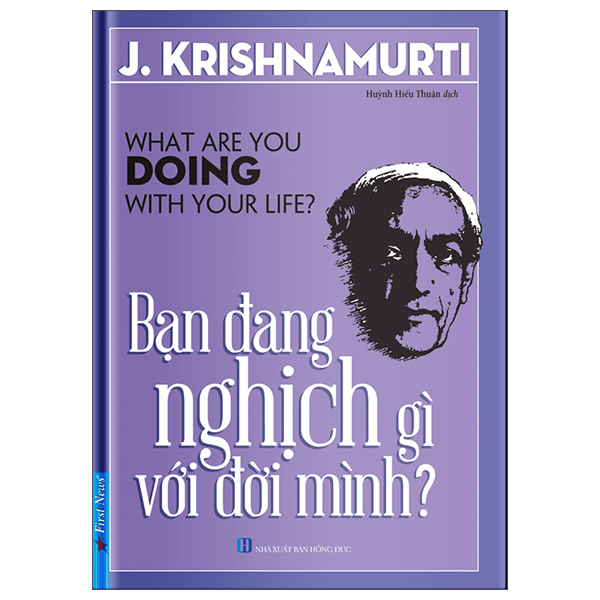 J. KRISHNAMURTI
Huỳnh Hiếu Thuận dịch
WHAT ARE YOU
DOING
WITH YOUR LIFE?
Bạn đang
nghịch gì
với đời mình?
First News
NHÀ XUẤT BẢN HỒNG ĐỨC